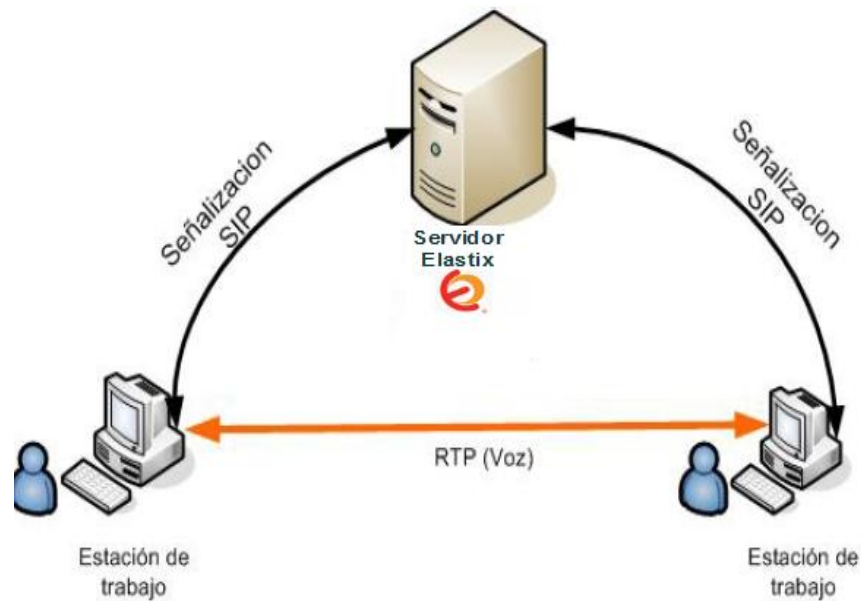 Señalizacion
SIP
Señalizacion
SIP
Servidor
Elastix
RTP (Voz)
Estación de
trabajo
Estación de
trabajo